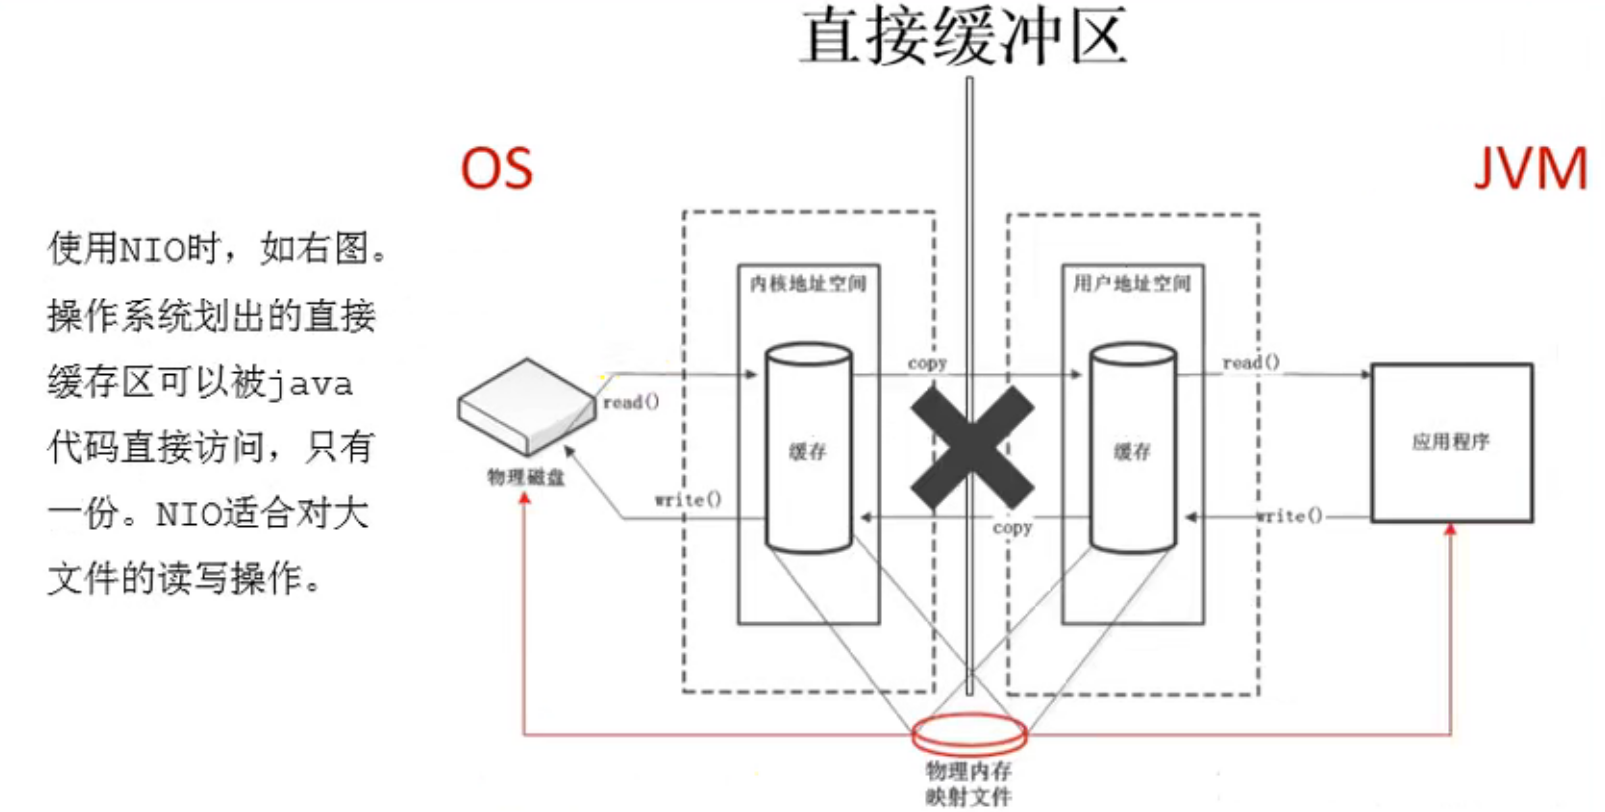 直接缓冲区
OS
JVM
使用NIO时，如右图。
操作系统划出的直接
缓存区可以被java
代码直接访问，只有
一份。NIO适合对大
文件的读写操作。
内核地址空间
用户地址空间
copy
read()
read()
缓存
缓存
应用程序
物理磁盘
write()
copy
write()
物理内存
映射文件